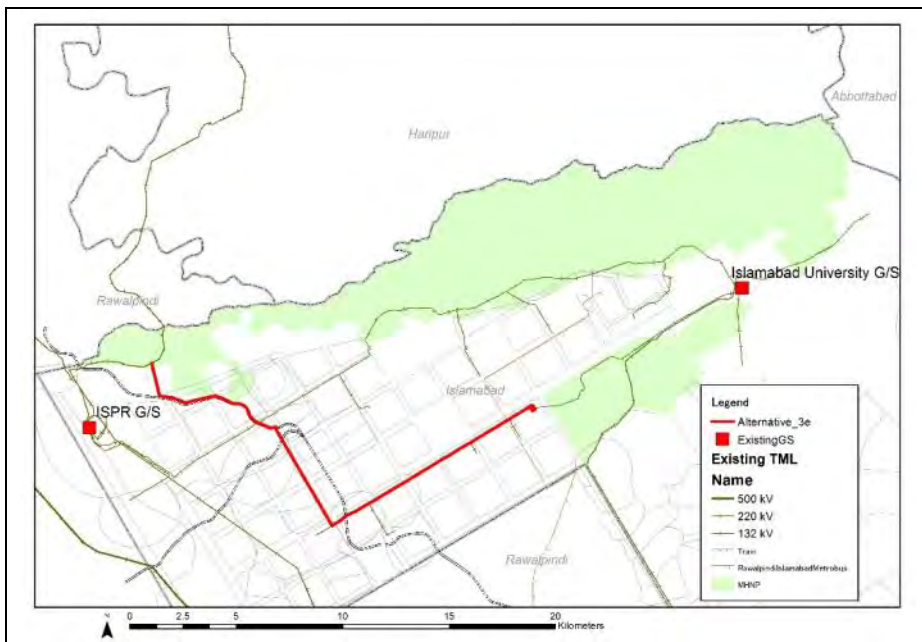 Abbottabad
Haripur
Islamabad University G/S
Rawalpindi
Islamabad
ISPR G/S
Rawalpindi
Legend
Alternative_3e
ExistingGS
Existing TML
Name
500 kV
220 kV
132 kV
Train
RawalpindiIslamabadMetrobus
MHNP
0 2.5 5 10 15 20
Kilometers